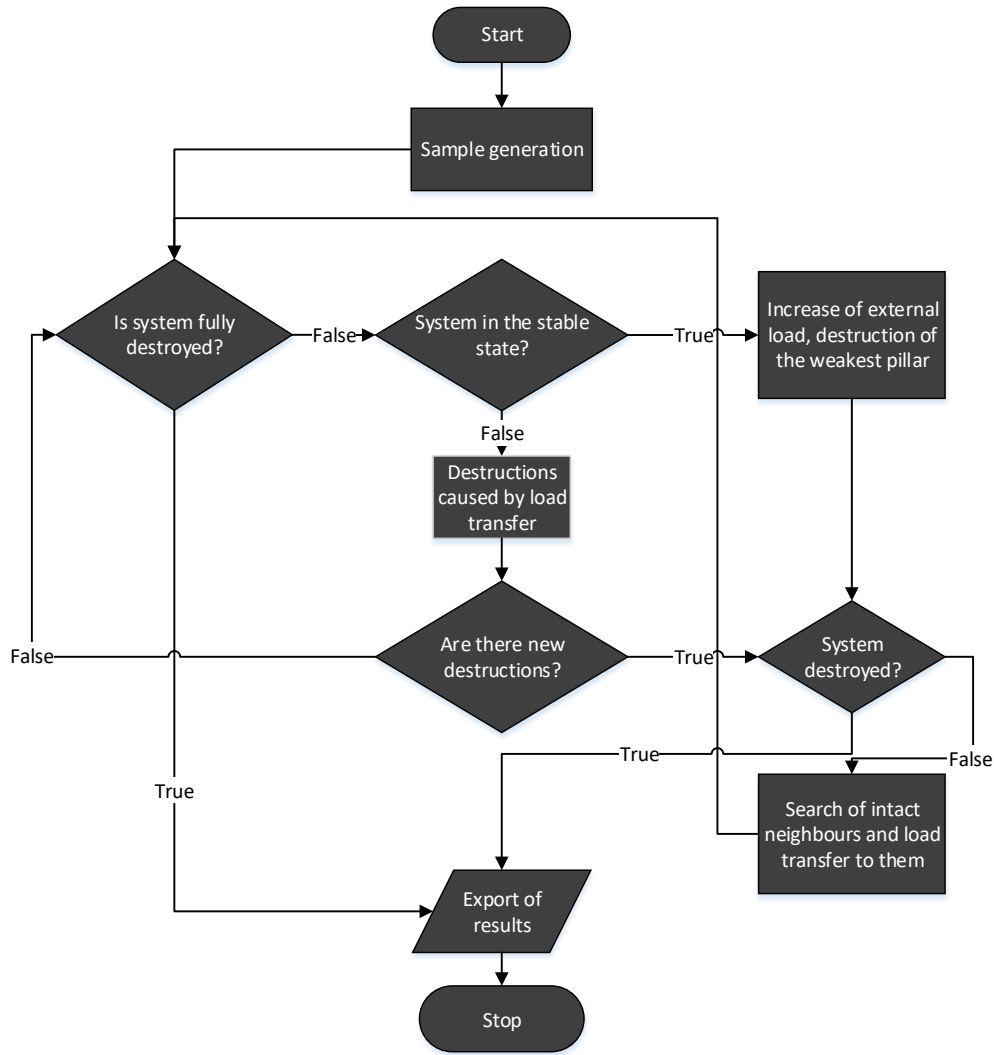 Start
Sample generation
Is system fully
destroyed?
False
System in the stable
state?
True
Increase of external
load, destruction of
the weakest pillar
False
Destructions
caused by load
transfer
False
Are there new
destructions?
True
System
destroyed?
True
False
True
Search of intact
neighbours and load
transfer to them
Export of
results
Stop